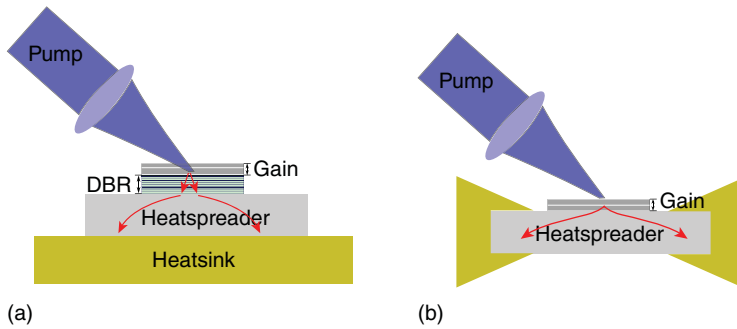 Pump
Gain
DBR
Heatspreader
Heatsink
(a)
Pump
Gain
Heatspreader
(b)